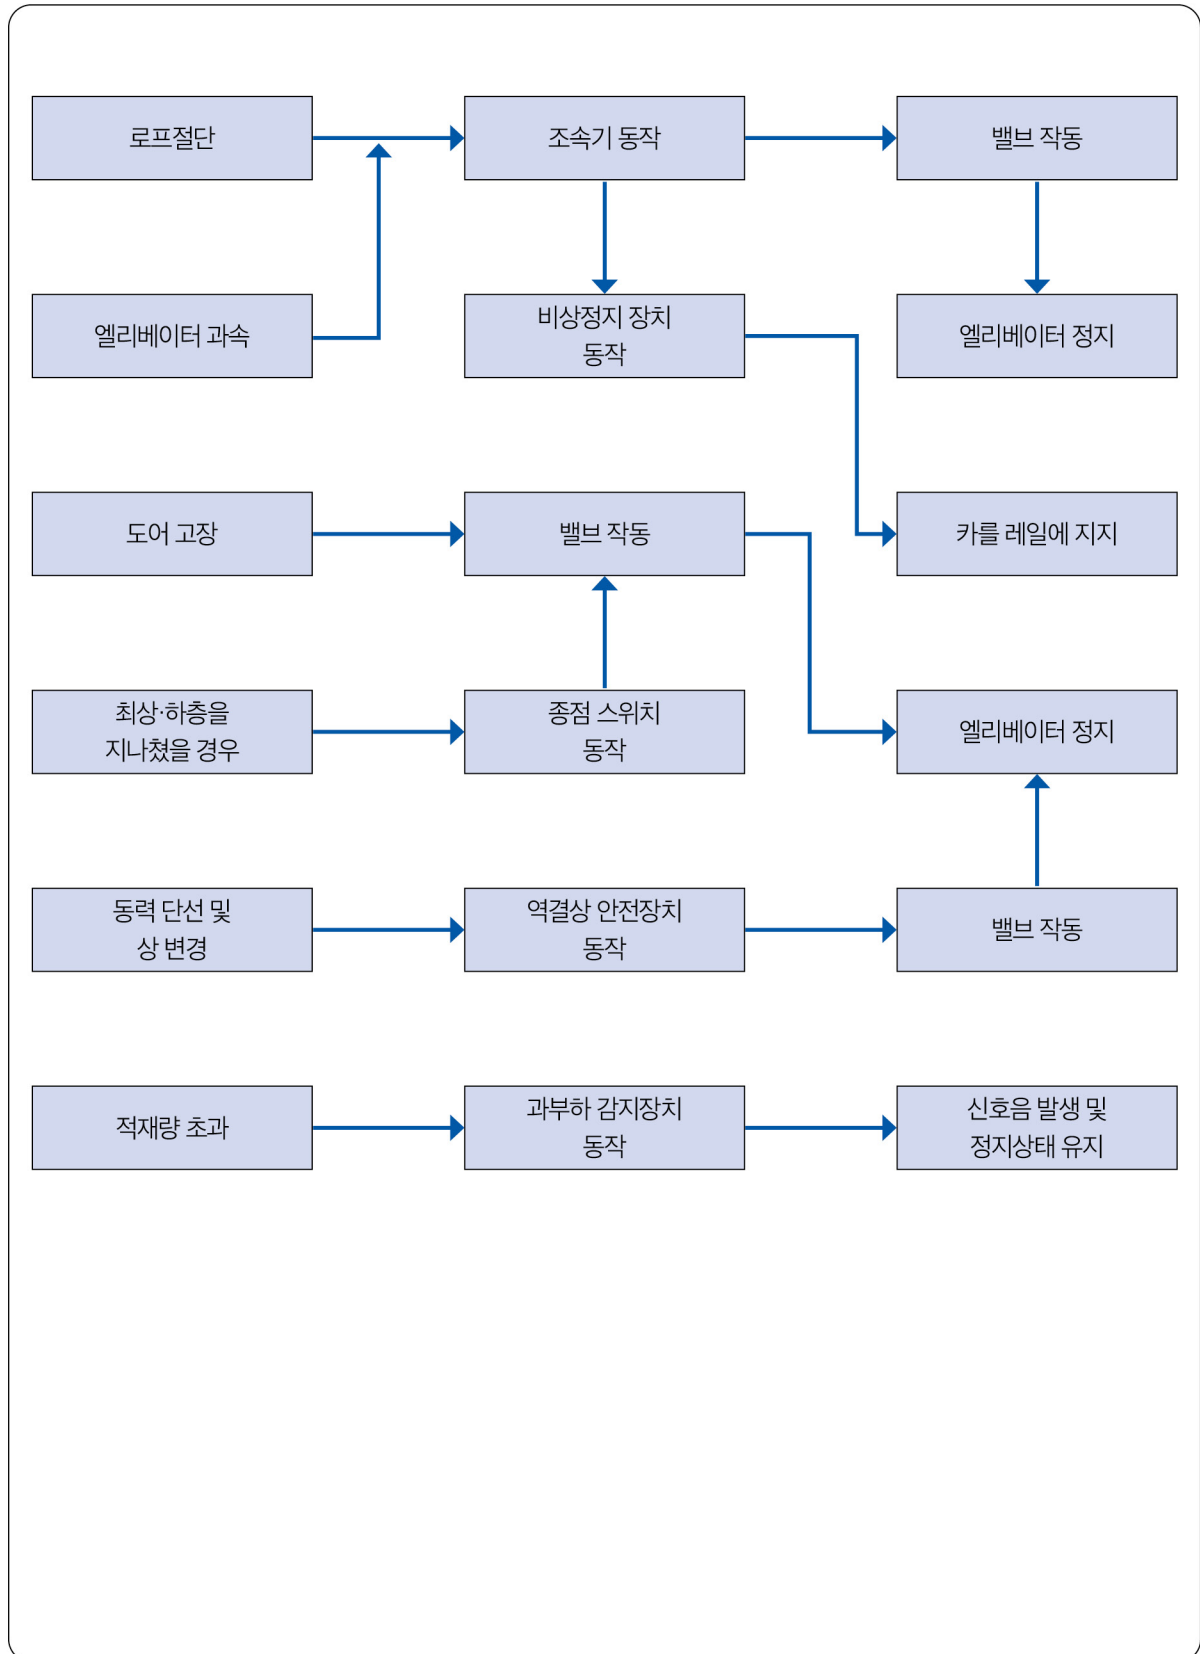 로프절단
조속기 동작
밸브 작동
엘리베이터 과속
비상정지 장치
동작
엘리베이터 정지
도어 고장
밸브 작동
카를 레일에 지지
최상·하층을
지나쳤을 경우
종점 스위치
동작
엘리베이터 정지
동력 단선 및
상 변경
역결상 안전장치
동작
밸브 작동
적재량 초과
과부하 감지장치
동작
신호음 발생 및
정지상태 유지